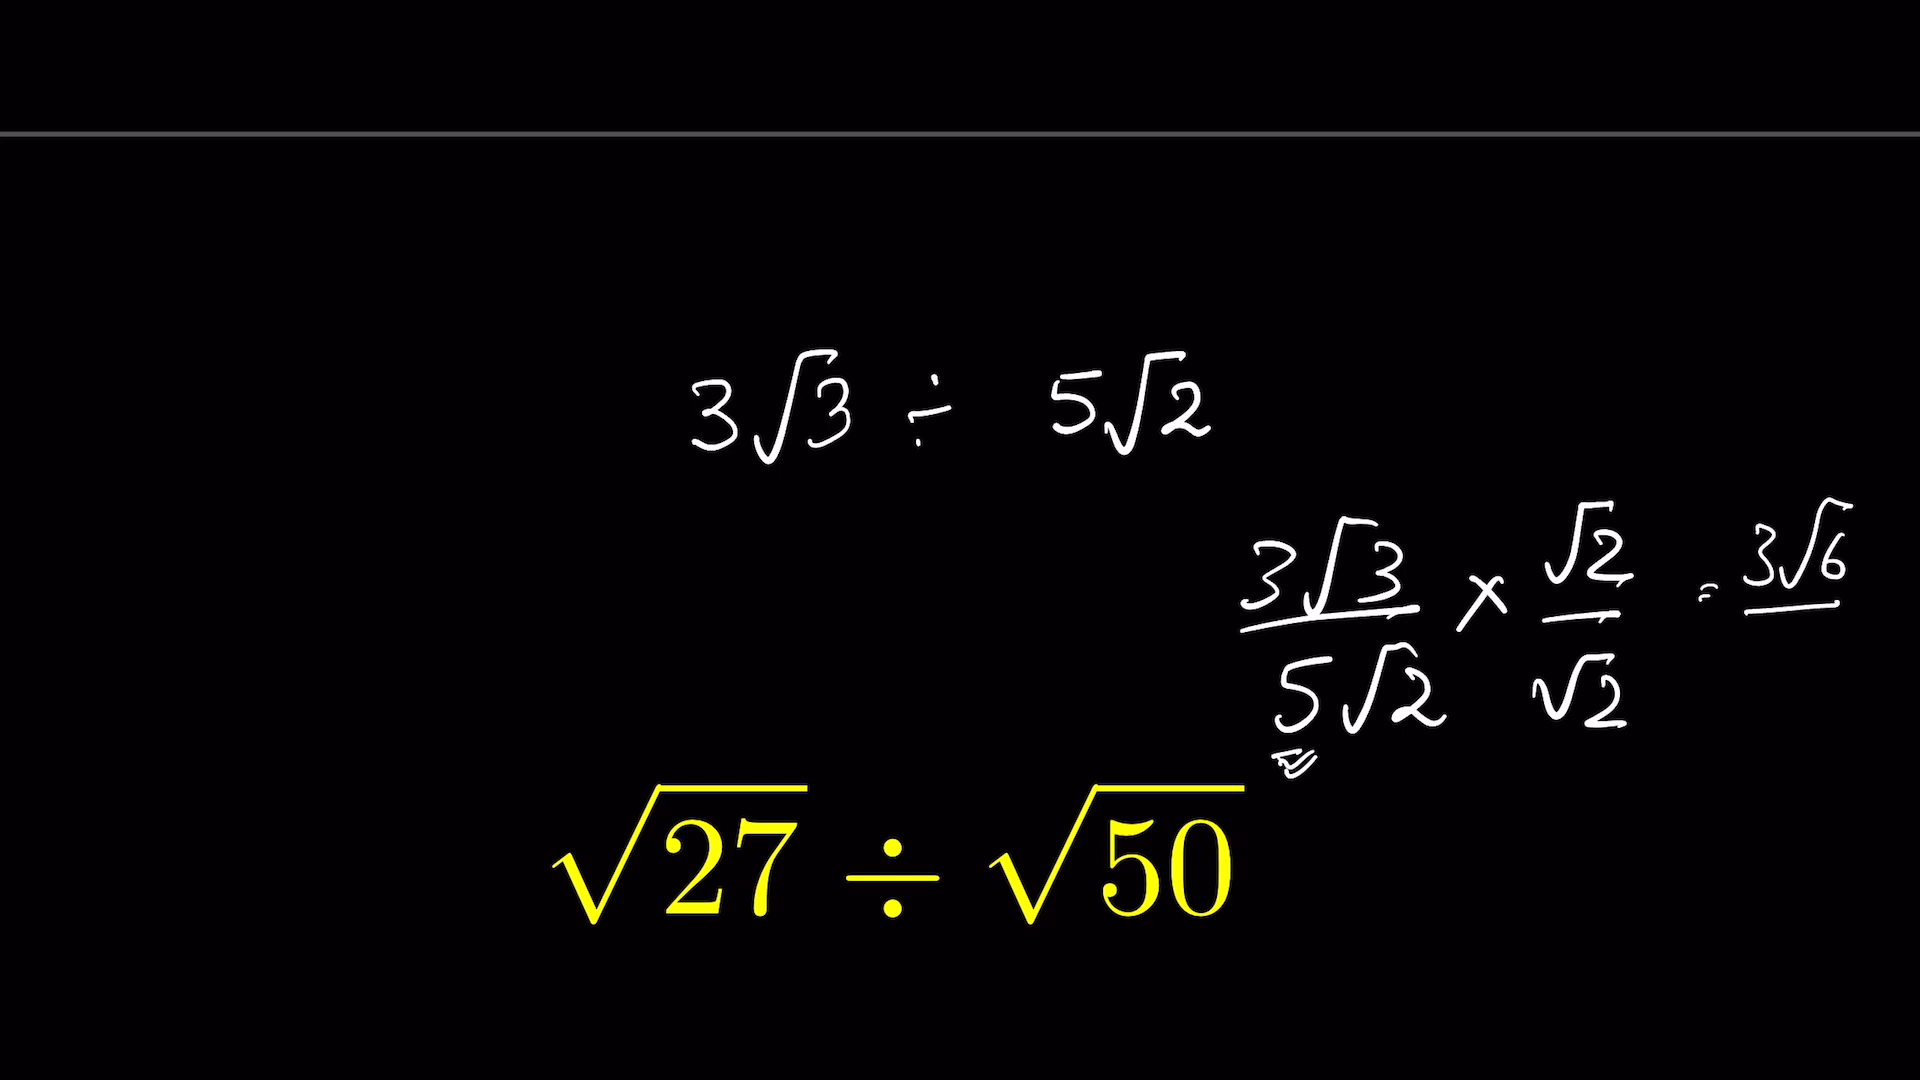 3√3 ÷ 5√2
3√3/5√2 × √2/√2 = 3√6/
√27 ÷ √50